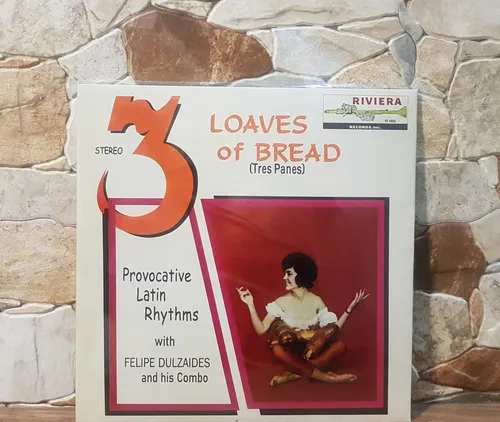 STEREO
3 LOAVES
of BREAD
(Tres Panes)
RIVIERA
RECORDS, Inc.
Provocative
Latin
Rhythms
with
FELIPE DULZAIDES
and his Combo